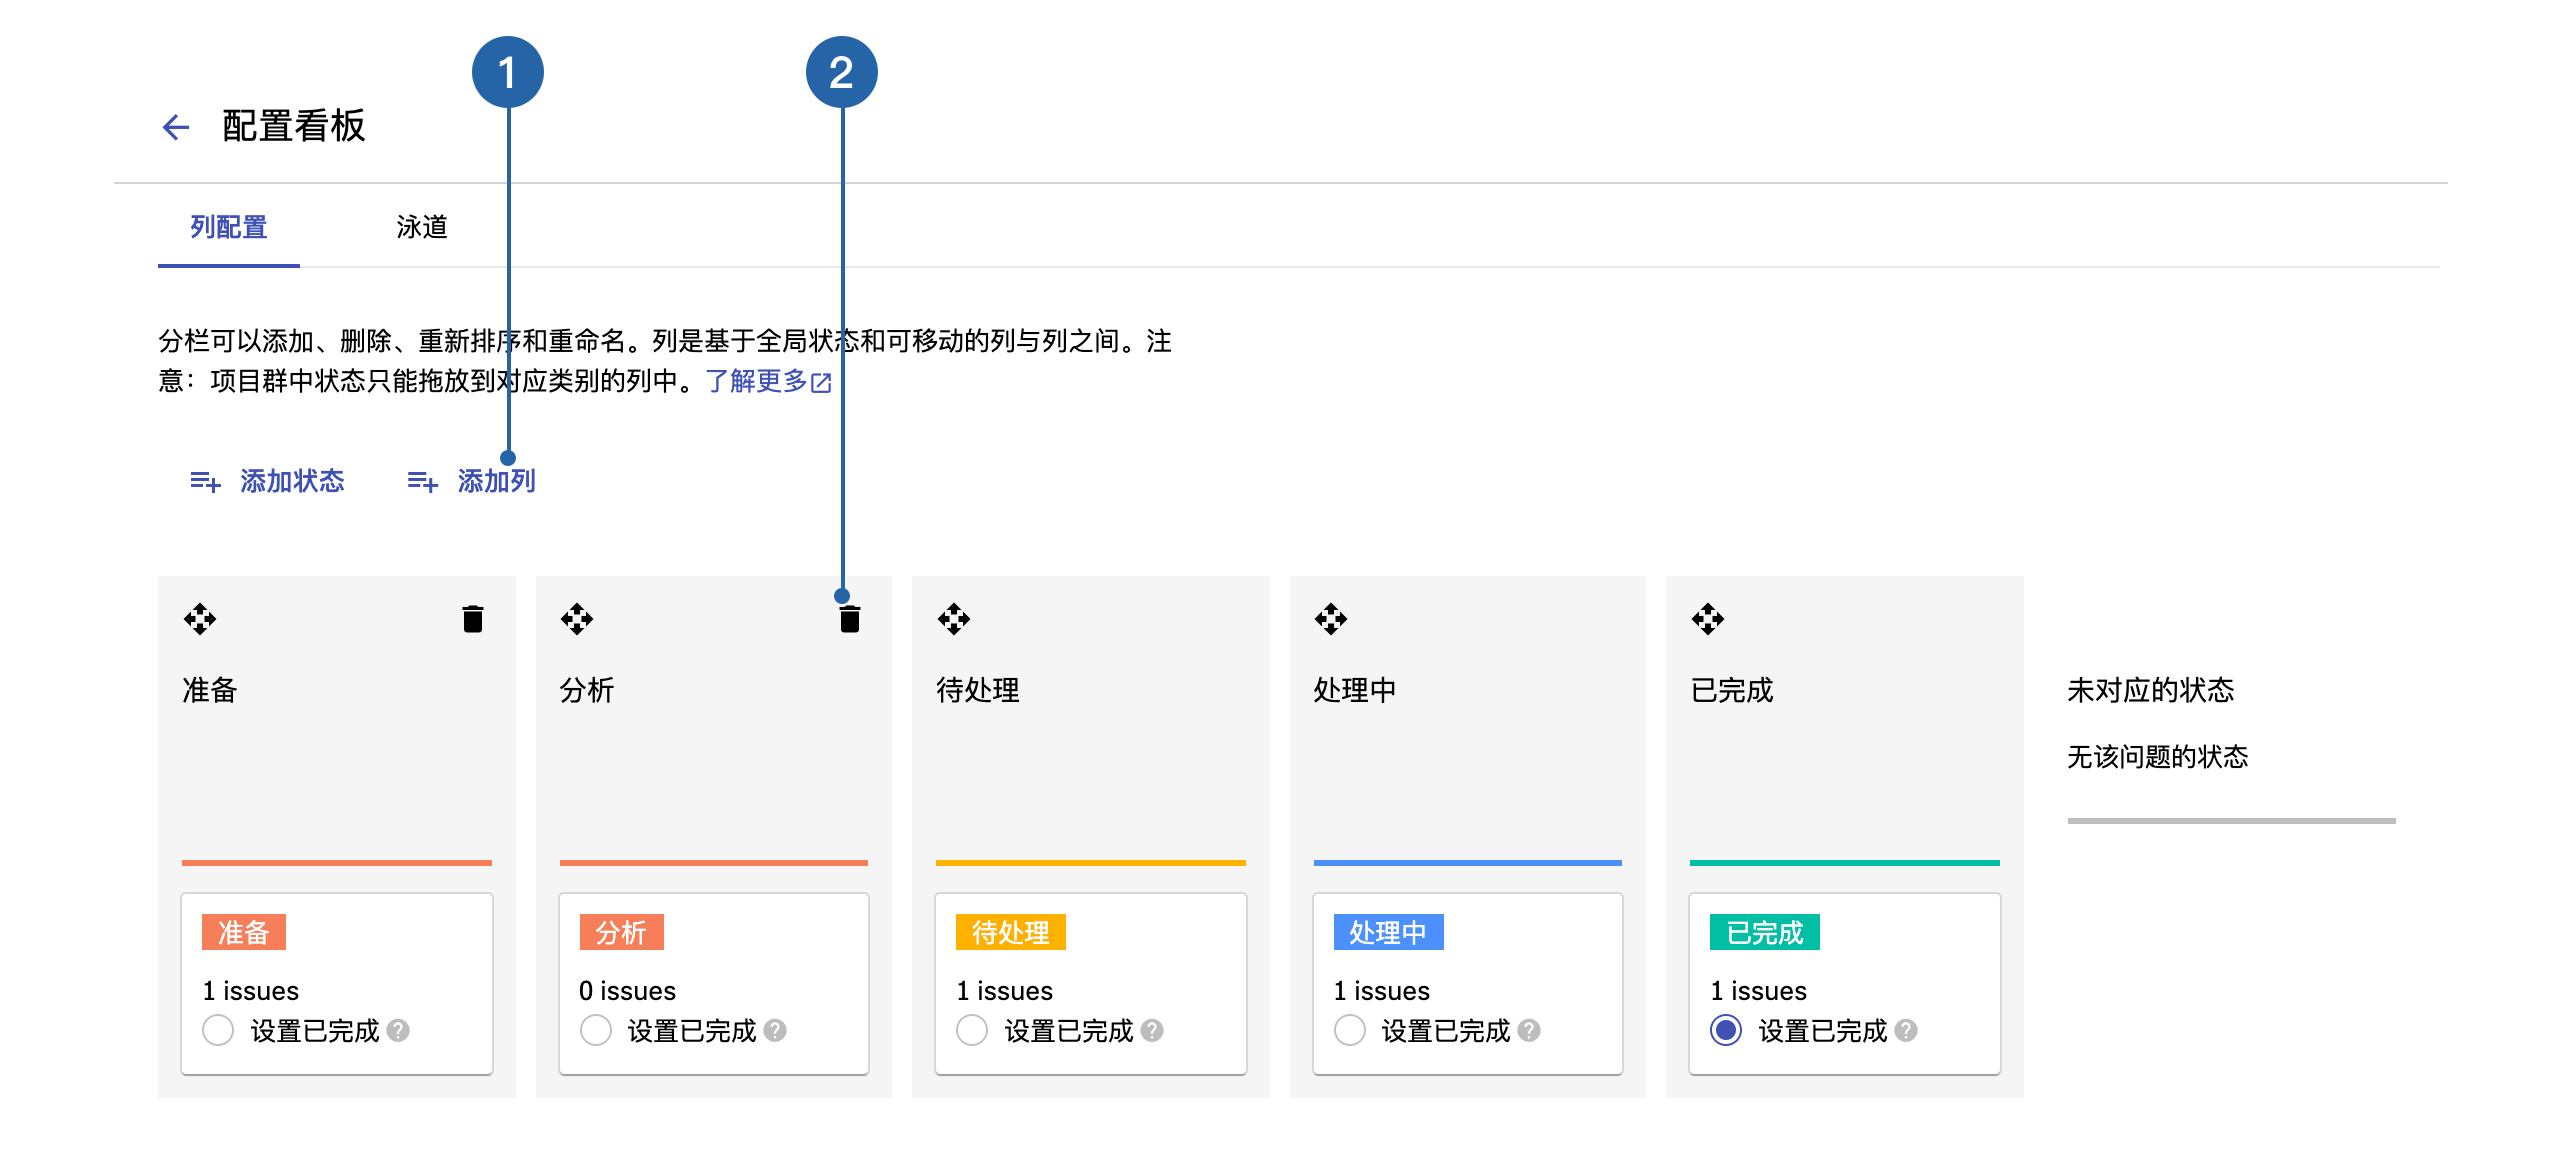 1
2
配置看板
列配置
泳道
分栏可以添加、删除、重新排序和重命名。列是基于全局状态和可移动的列与列之间。注
意：项目群中状态只能拖放到对应类别的列中。了解更多
添加状态
添加列
准备
分析
待处理
处理中
已完成
未对应的状态
无该问题的状态
准备
1 issues
设置已完成
分析
0 issues
设置已完成
待处理
1 issues
设置已完成
处理中
1 issues
设置已完成
已完成
1 issues
设置已完成